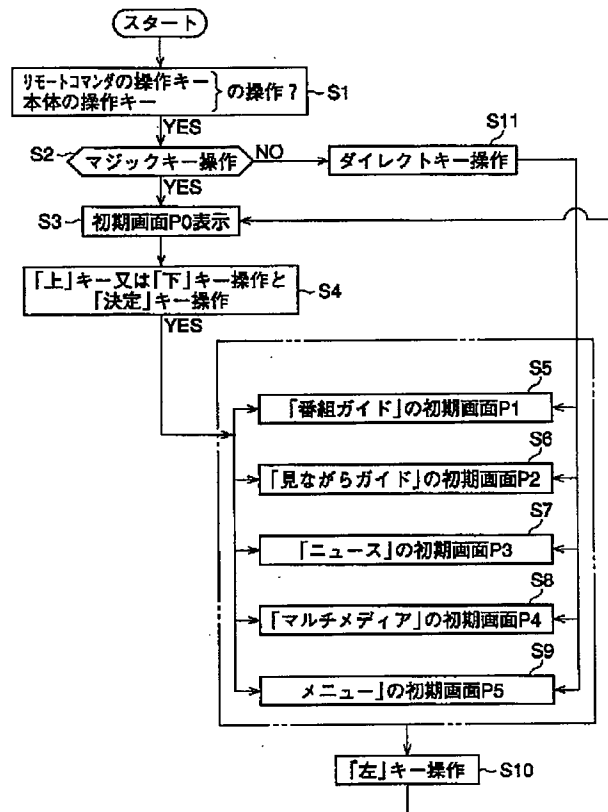 スタート
リモートコマンダの操作キー
本体の操作キー
}の操作?
S1
YES
S2
マジックキー操作
NO
S11
ダイレクトキー操作
YES
S3
初期画面P0表示
「上」キー又は「下」キー操作と
「決定」キー操作
S4
YES
S5
「番組ガイド」の初期画面P1
S6
「見ながらガイド」の初期画面P2
S7
「ニュース」の初期画面P3
S8
「マルチメディア」の初期画面P4
S9
メニュー」の初期画面P5
「左」キー操作
S10